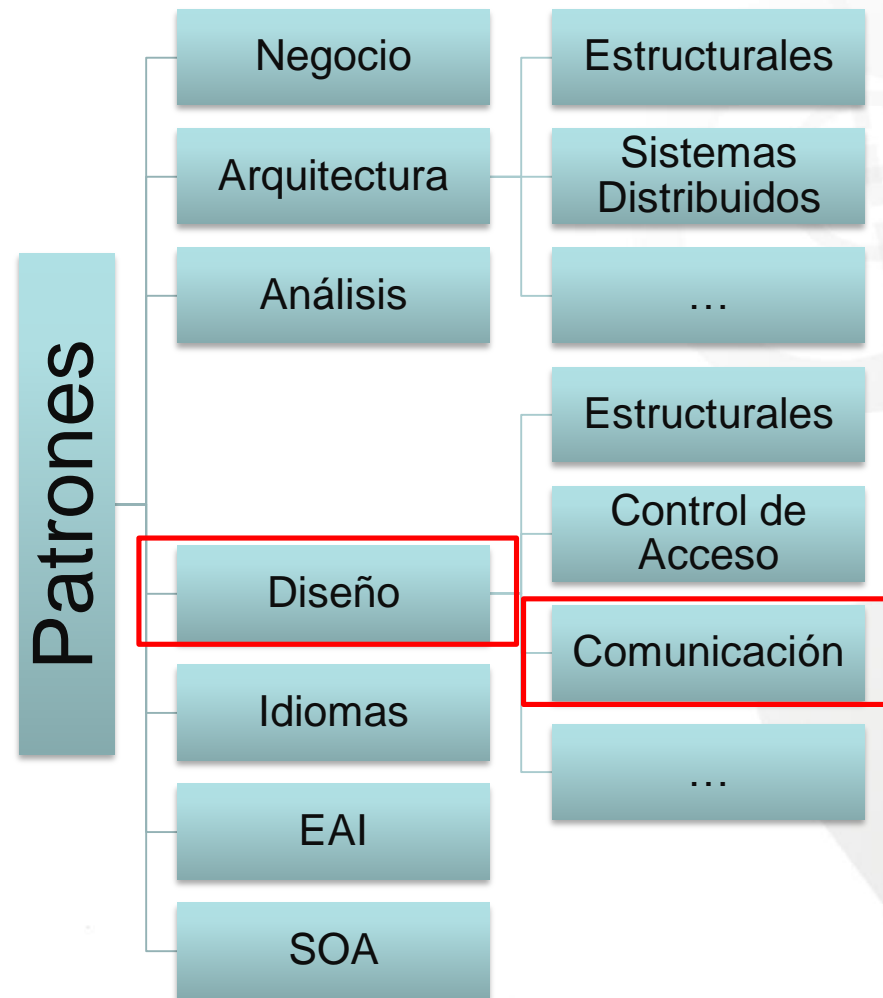 Patrones
Negocio
Arquitectura
Análisis
Diseño
Idiomas
EAI
SOA
Estructurales
Sistemas
Distribuidos
…
Estructurales
Control de
Acceso
Comunicación
…